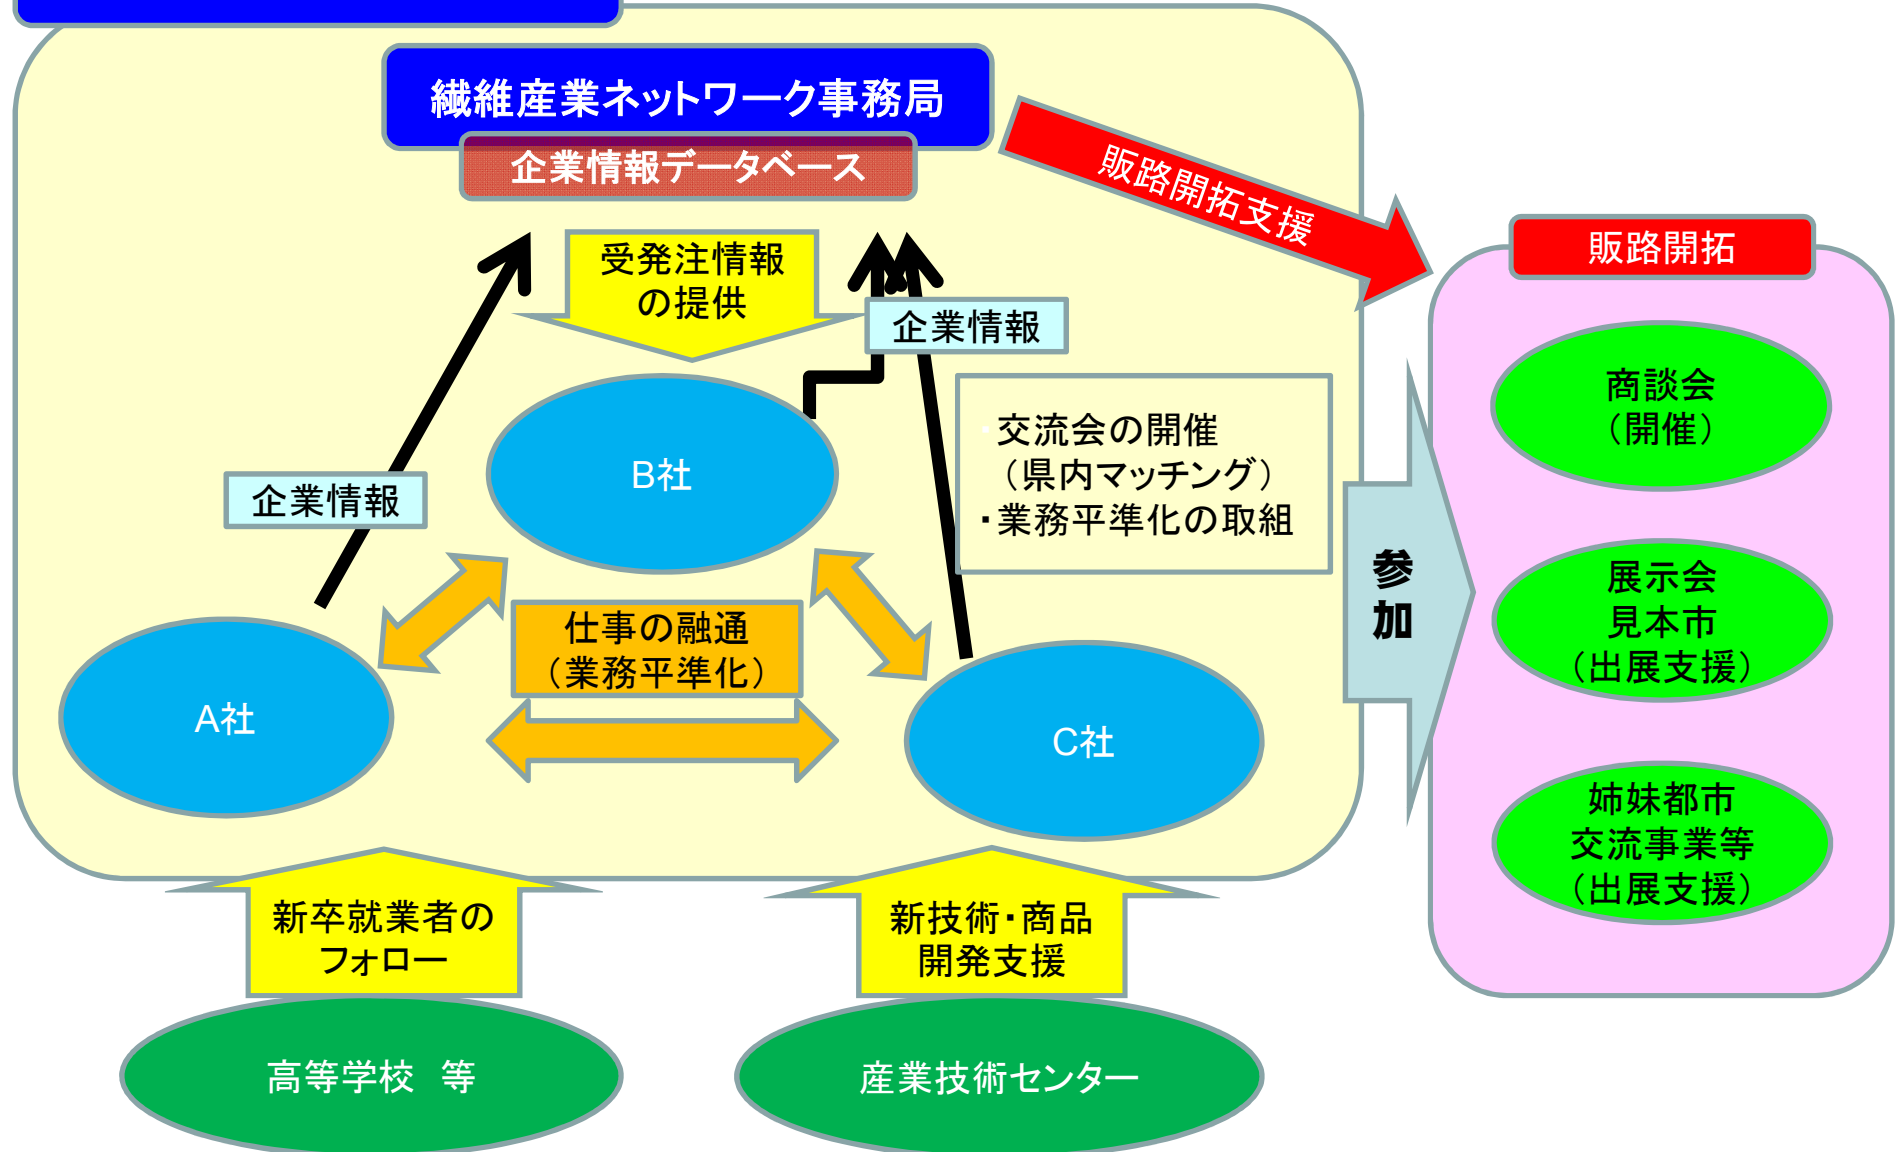 繊維産業ネットワーク事務局
企業情報データベース
販路開拓支援
受発注情報
の提供
企業情報
販路開拓
商談会
（開催）
B社
・交流会の開催
（県内マッチング）
・業務平準化の取組
企業情報
参
加
展示会
見本市
（出展支援）
仕事の融通
（業務平準化）
A社
C社
姉妹都市
交流事業等
（出展支援）
新卒就業者の
フォロー
新技術・商品
開発支援
高等学校　等
産業技術センター